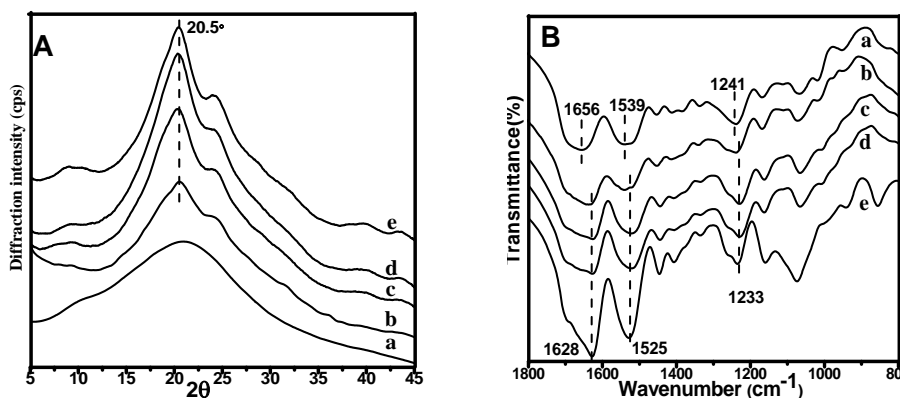 A
20.5°
Diffraction intensity (cps)
e
d
c
b
a
5 10 15 20 25 30 35 40 45
2θ
B
a
b
c
d
e
1656
1539
1241
1628
1525
1233
Transmittance(%)
1800 1600 1400 1200 1000 800
Wavenumber (cm⁻¹)